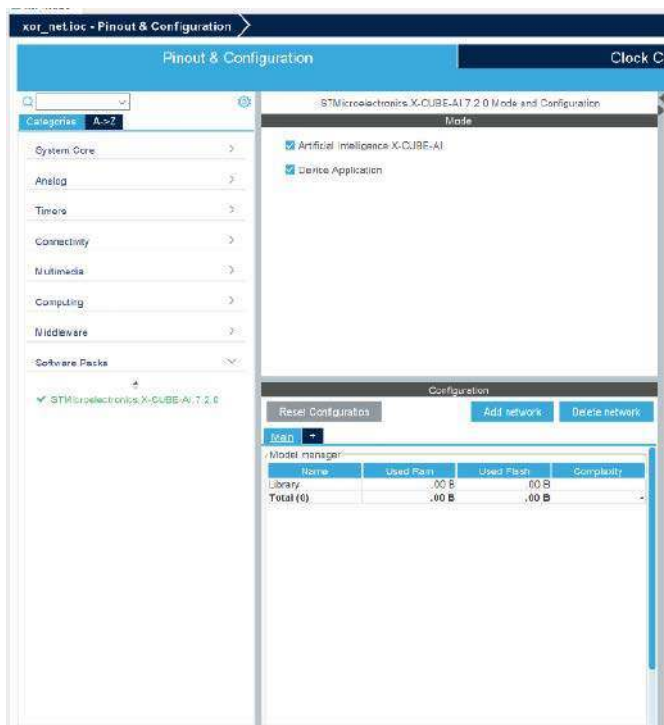 xor_net.ioc - Pinout & Configuration
Pinout & Configuration
Clock C
Categories A->Z
System Core
Analog
Timers
Connectivity
Multimedia
Computing
Middleware
Software Packs
STMicroelectronics.X-CUBE-AI.7.2.0
STMicroelectronics.X-CUBE-AI.7.2.0 Mode and Configuration
Mode
Artificial Intelligence X-CUBE-AI
Device Application
Configuration
Reset Configuration Add network Delete network
Main +
Model manager
Name Used Ram Used Flash Complexity
Library .00 B .00 B
Total (0) .00 B .00 B -